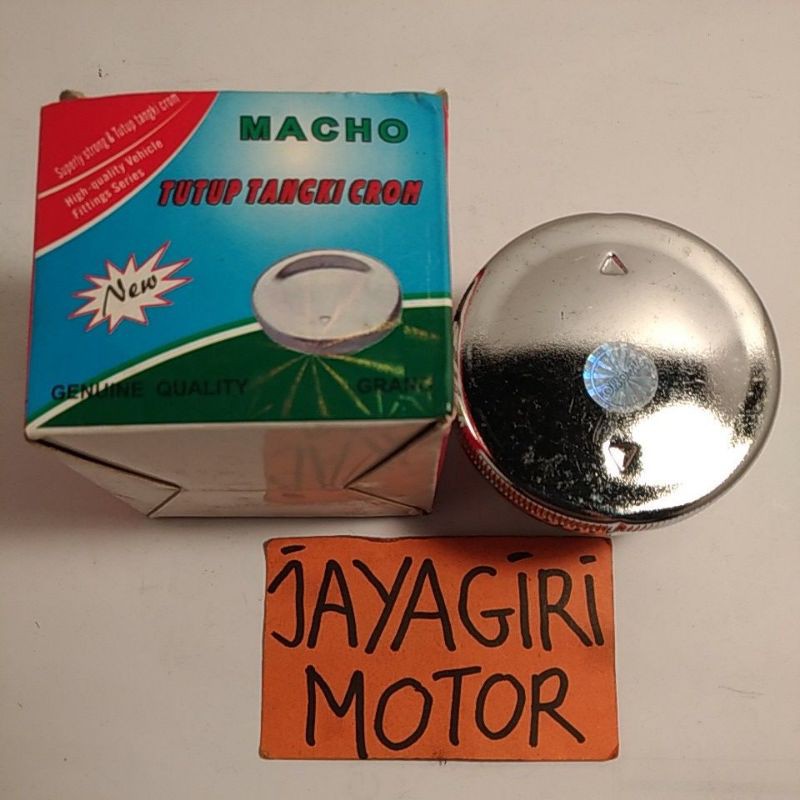 Superly strong & Tutup tangki crom
High-quality Vehicle
Fittings Series
MACHO
TUTUP TANGKI CROM
New
GENUINE QUALITY GRAND
JAYAGIRI
MOTOR